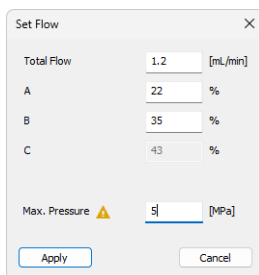 Set Flow
Total Flow 1.2 [mL/min]
A 22 %
B 35 %
C 43 %
Max. Pressure 5 [MPa]
Apply Cancel